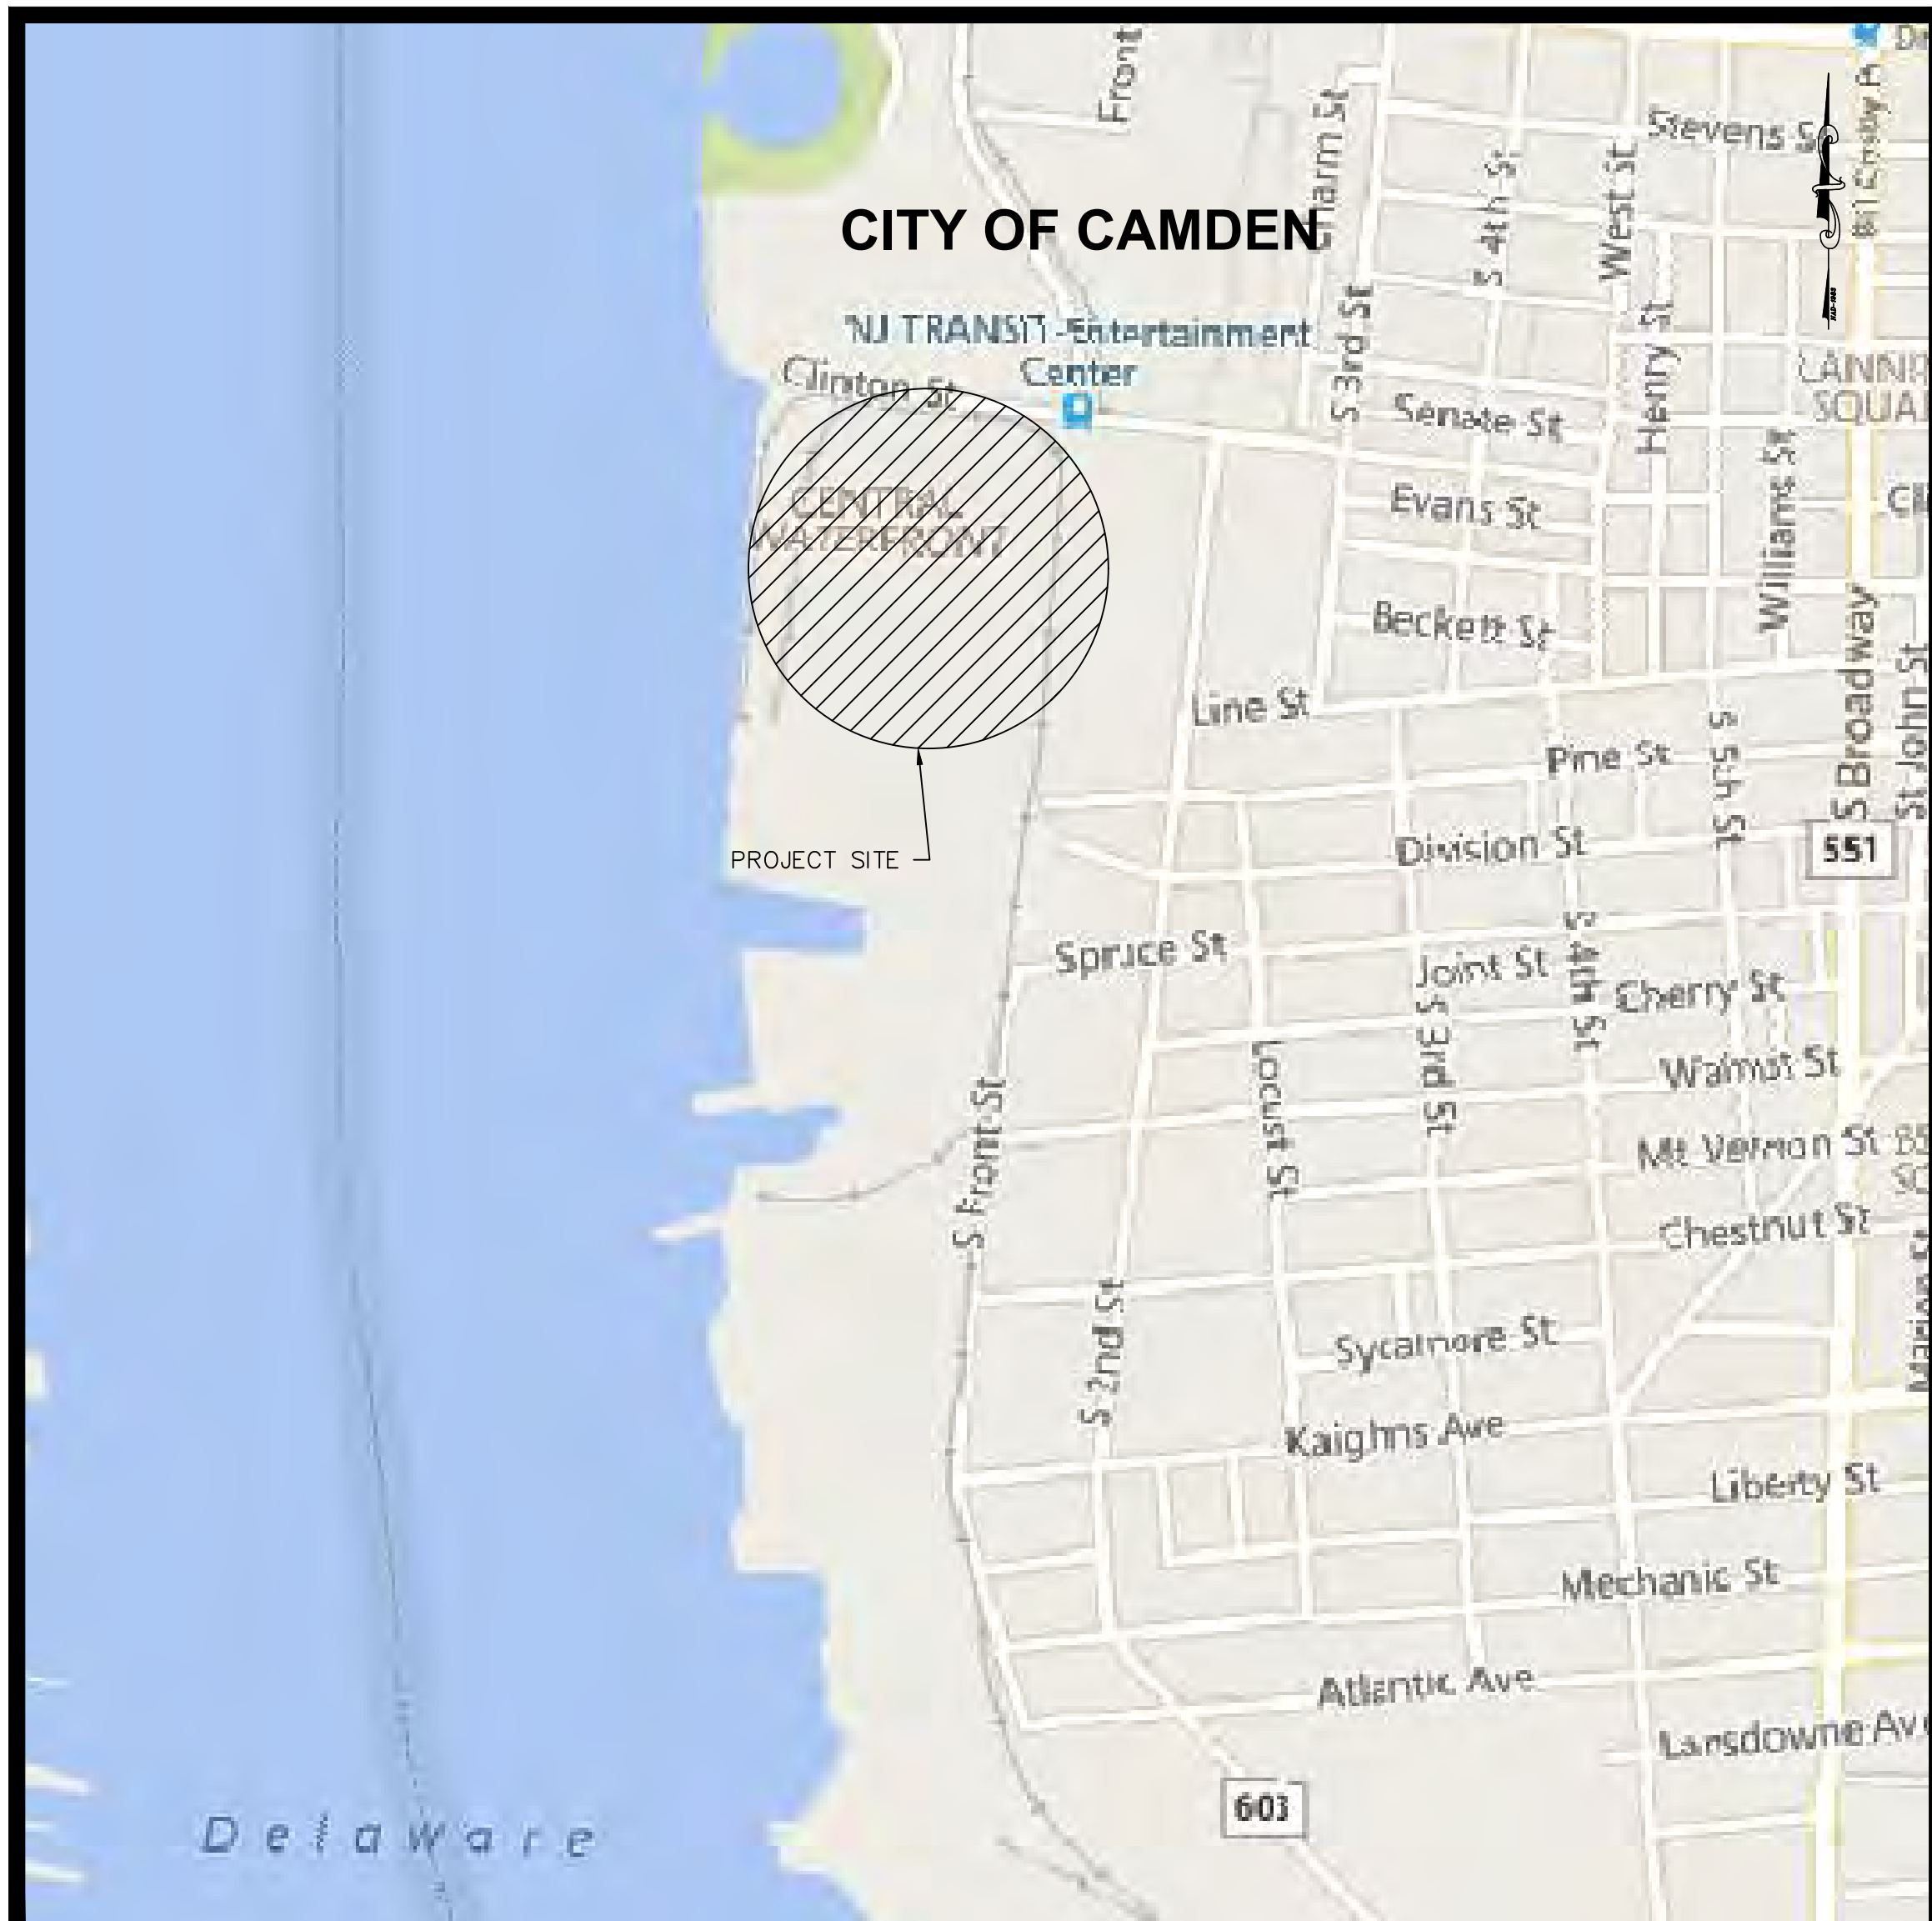 Front
Stevens S
CITY OF CAMDEN
S 4th St
West St
NAD-1983
NJ TRANSIT-Entertainment
Center
Clinton St
S 3rd St
Senate St
Henry St
SQUA
CENTRAL
WATERFRONT
Evans St
Williams St
Beckett St
Line St
Pine St
S 5th St
S Broadway
St John St
Division St
551
PROJECT SITE
Spruce St
Joint St
S 4th St
Cherry St
Locust St
S 3rd St
Walnut St
S Front St
Mt Vernon St
Chestnut St
S 2nd St
Sycamore St
Kaighns Ave
Liberty St
Mechanic St
Atlantic Ave
Lansdowne Av
603
Delaware